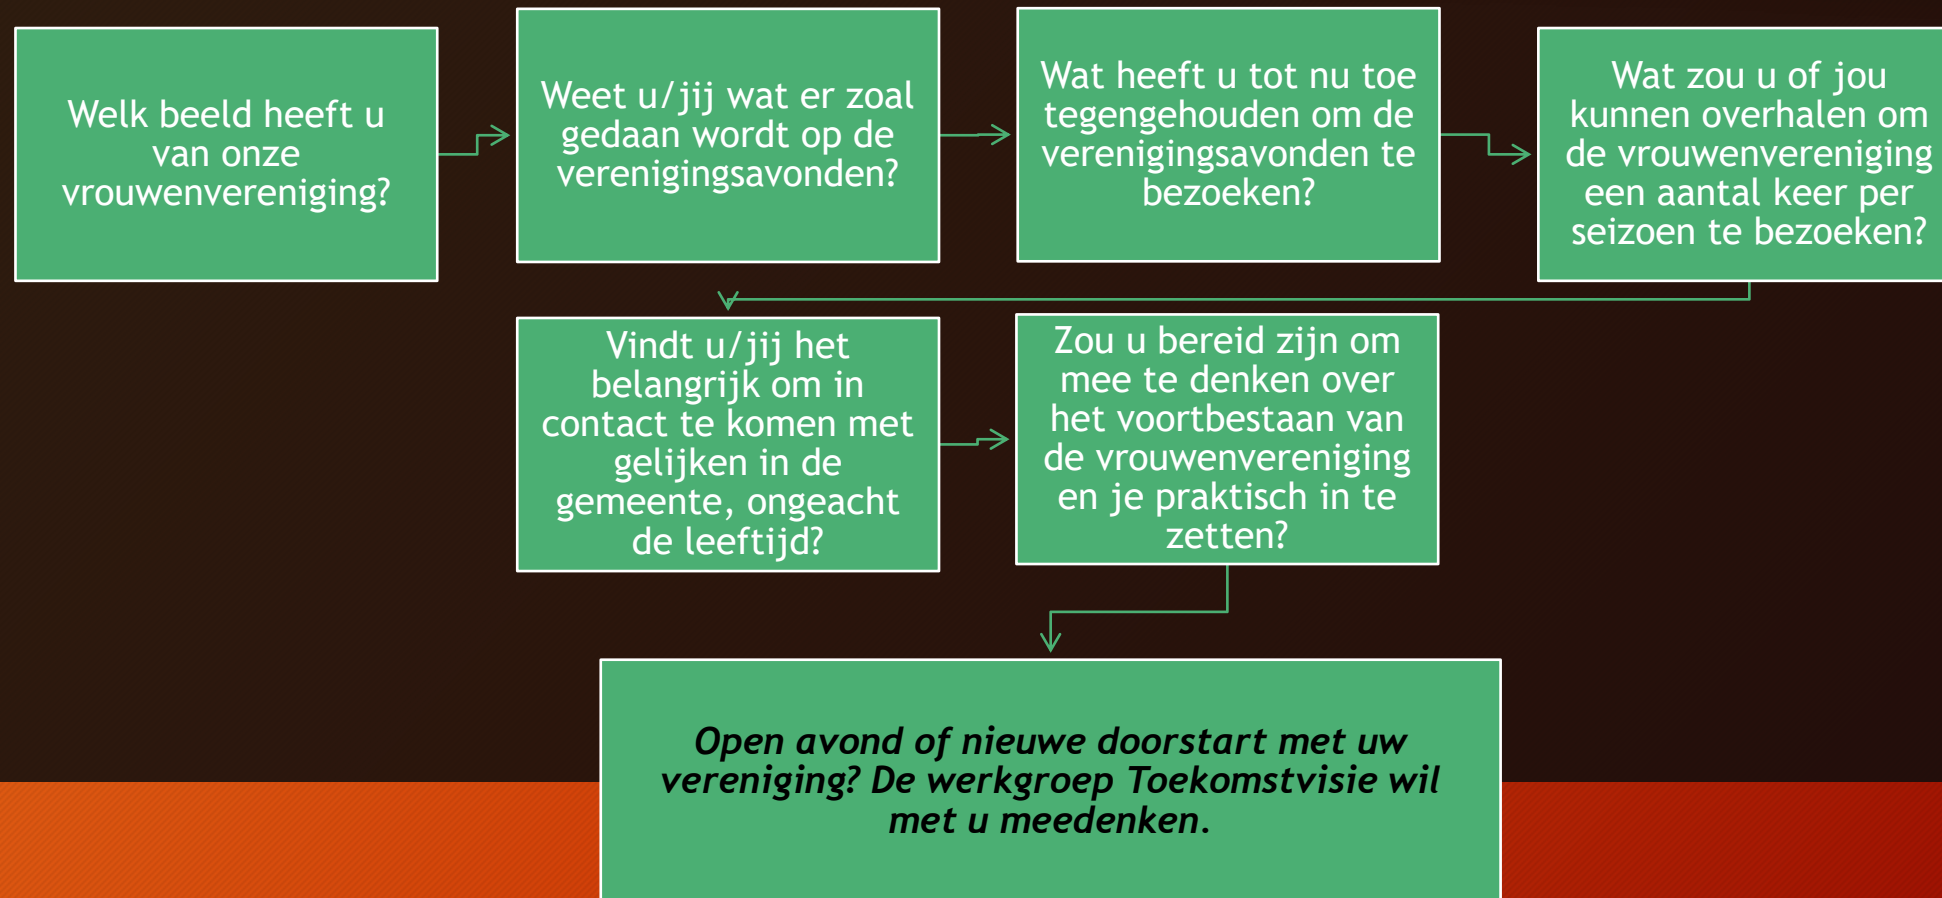 Welk beeld heeft u
van onze
vrouwenvereniging?
Weet u/jij wat er zoal
gedaan wordt op de
verenigingsavonden?
Wat heeft u tot nu toe
tegengehouden om de
verenigingsavonden te
bezoeken?
Wat zou u of jou
kunnen overhalen om
de vrouwenvereniging
een aantal keer per
seizoen te bezoeken?
Vindt u/jij het
belangrijk om in
contact te komen met
gelijken in de
gemeente, ongeacht
de leeftijd?
Zou u bereid zijn om
mee te denken over
het voortbestaan van
de vrouwenvereniging
en je praktisch in te
zetten?
Open avond of nieuwe doorstart met uw
vereniging? De werkgroep Toekomstvisie wil
met u meedenken.